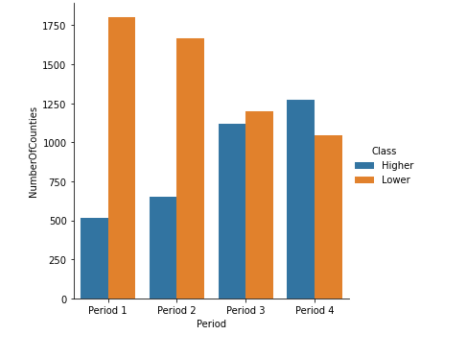 1750
1500
1250
1000
750
500
250
0
NumberOfCounties
Period 1 Period 2 Period 3 Period 4
Period
Class
Higher
Lower